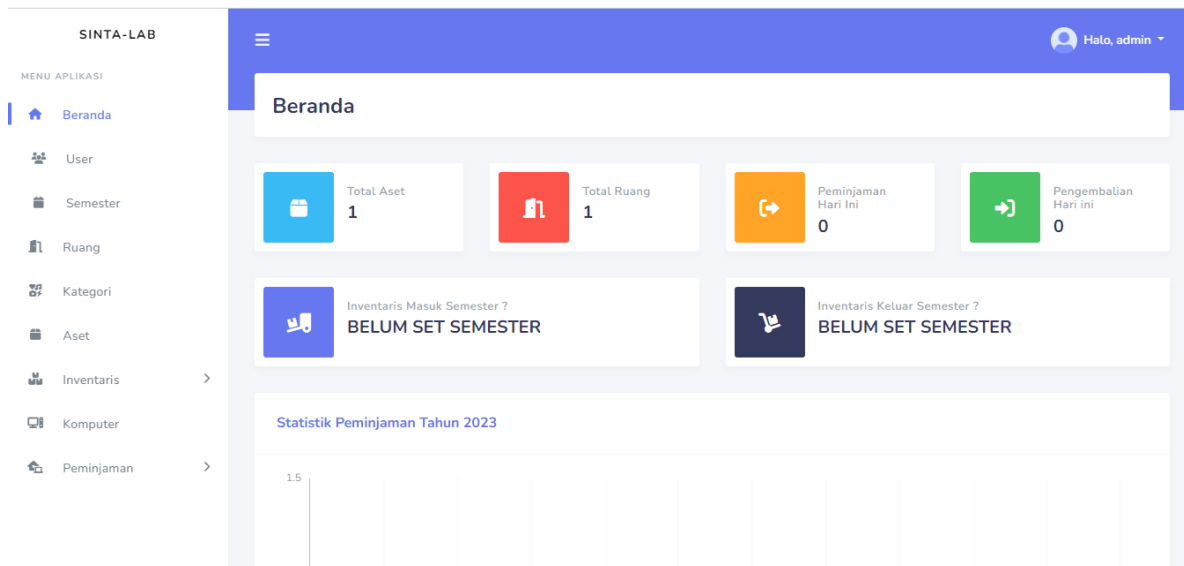 SINTA-LAB
Halo, admin
MENU APLIKASI
Beranda
User
Semester
Ruang
Kategori
Aset
Inventaris
Komputer
Peminjaman
Beranda
Total Aset
1
Total Ruang
1
Peminjaman
Hari Ini
0
Pengembalian
Hari ini
0
Inventaris Masuk Semester ?
BELUM SET SEMESTER
Inventaris Keluar Semester ?
BELUM SET SEMESTER
Statistik Peminjaman Tahun 2023
1.5